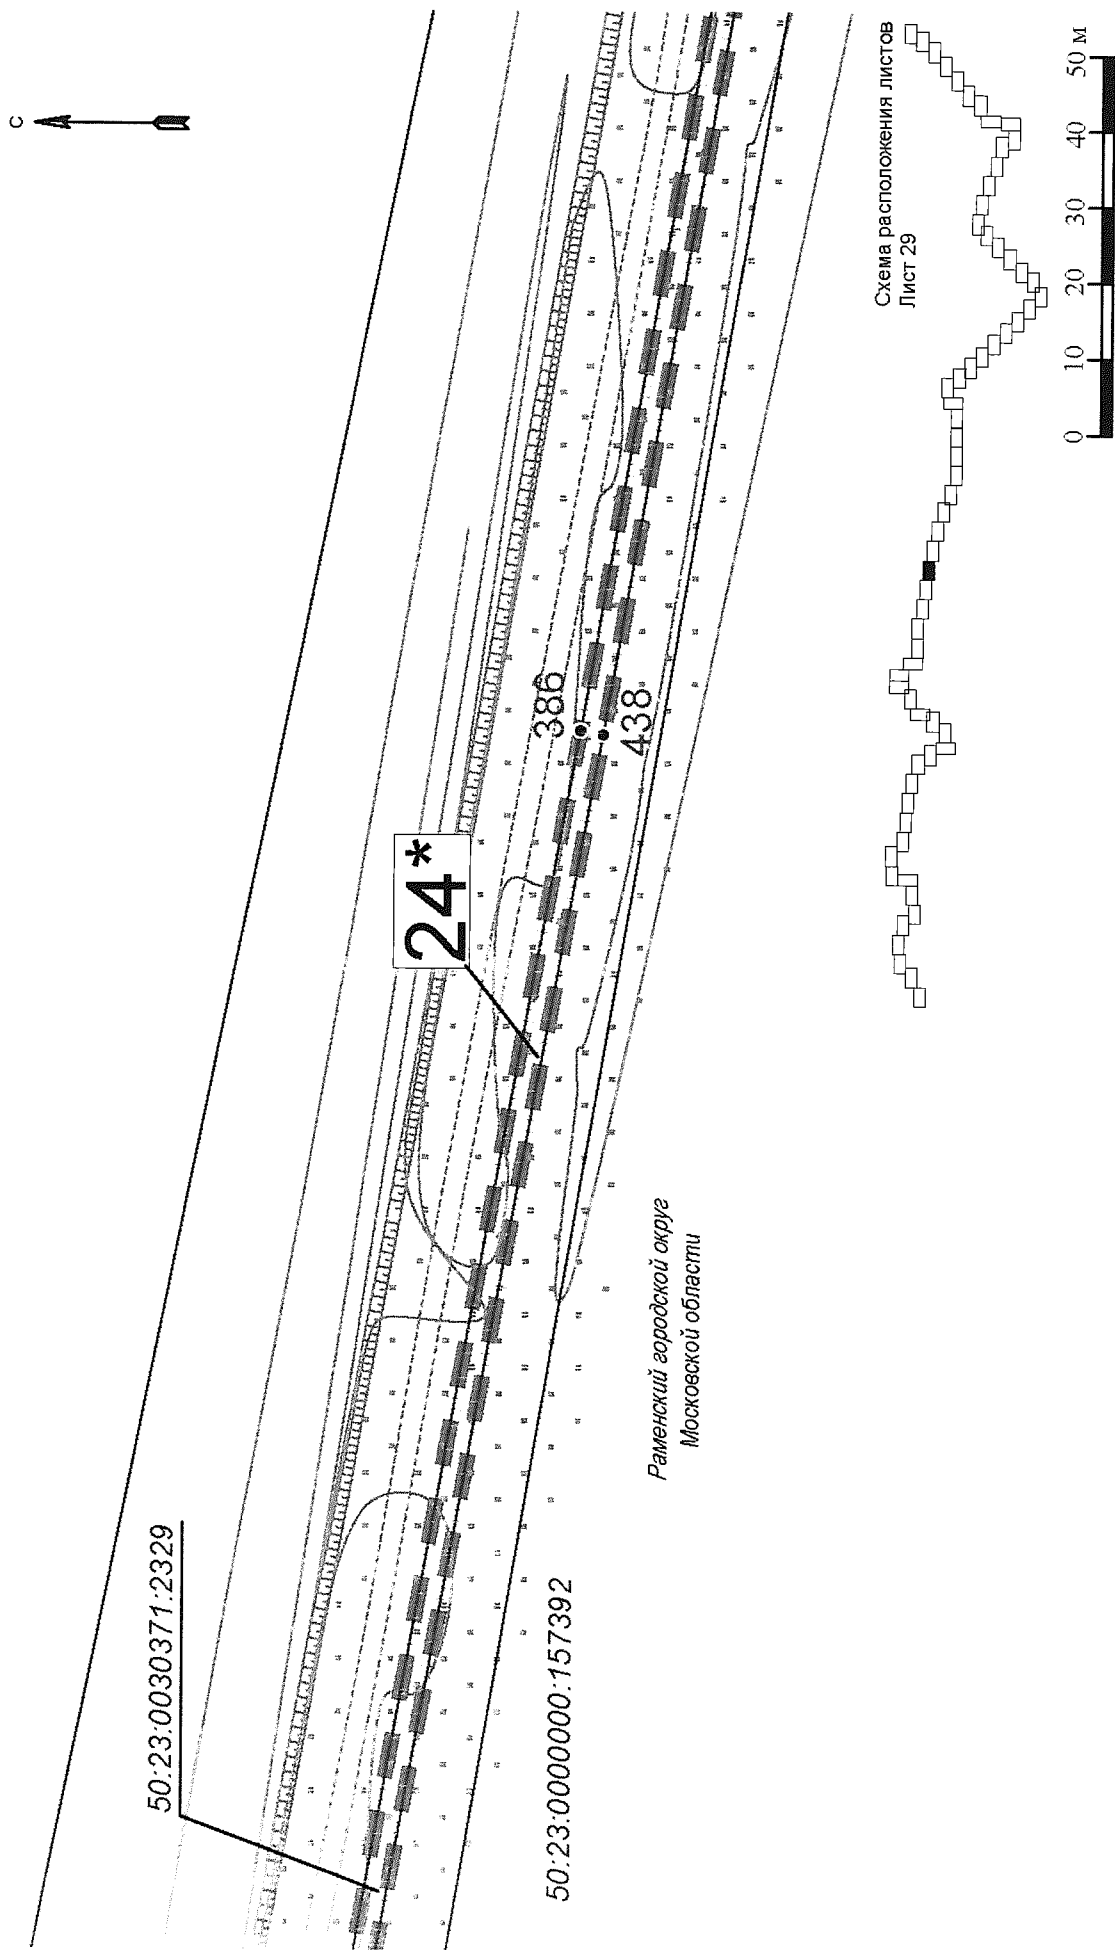 С
50:23:0030371:2329
24*
386
438
50:23:0000000:157392
Раменский городской округ
Московской области
Схема расположения листов
Лист 29
0 10 20 30 40 50 м